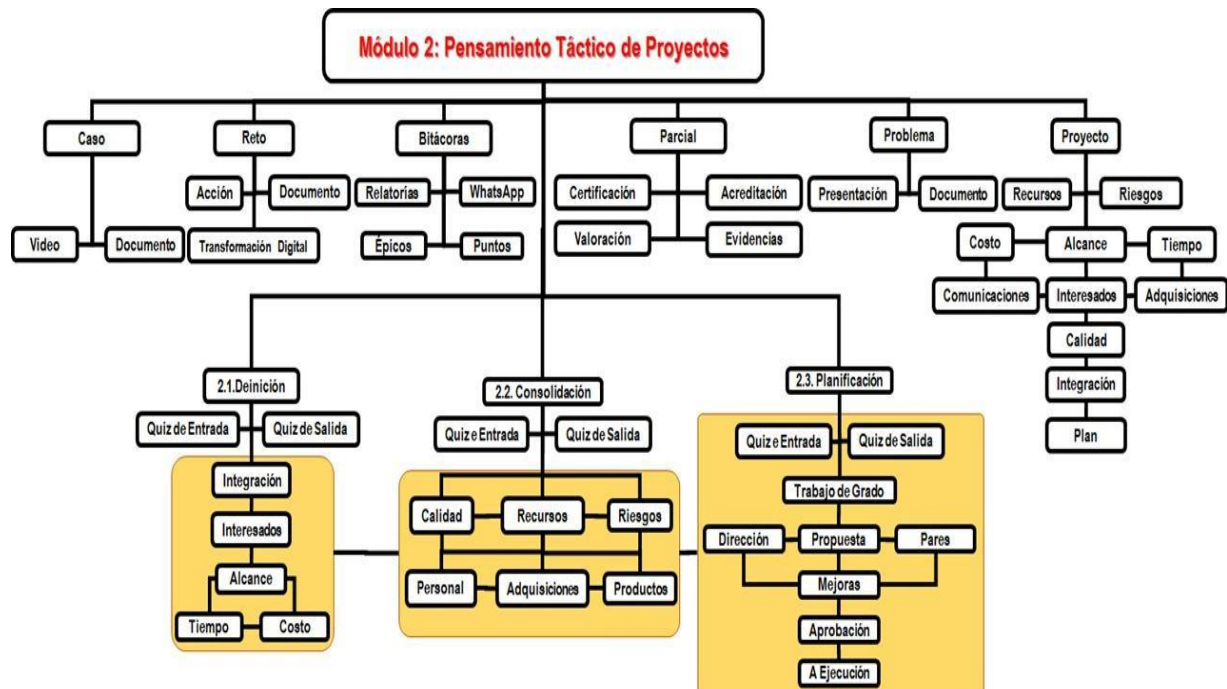 Módulo 2: Pensamiento Táctico de Proyectos
Caso
Reto
Bitácoras
Parcial
Problema
Proyecto
Acción
Documento
Relatorías
WhatsApp
Certificación
Acreditación
Presentación
Documento
Recursos
Riesgos
Video
Documento
Transformación Digital
Épicos
Puntos
Valoración
Evidencias
Costo
Alcance
Tiempo
Comunicaciones
Interesados
Adquisiciones
Calidad
Integración
Plan
2.1.Deinición
Quiz de Entrada
Quiz de Salida
Integración
Interesados
Alcance
Tiempo
Costo
2.2. Consolidación
Quiz e Entrada
Quiz de Salida
Calidad
Recursos
Riesgos
Personal
Adquisiciones
Productos
2.3. Planificación
Quiz e Entrada
Quiz de Salida
Trabajo de Grado
Dirección
Propuesta
Pares
Mejoras
Aprobación
A Ejecución